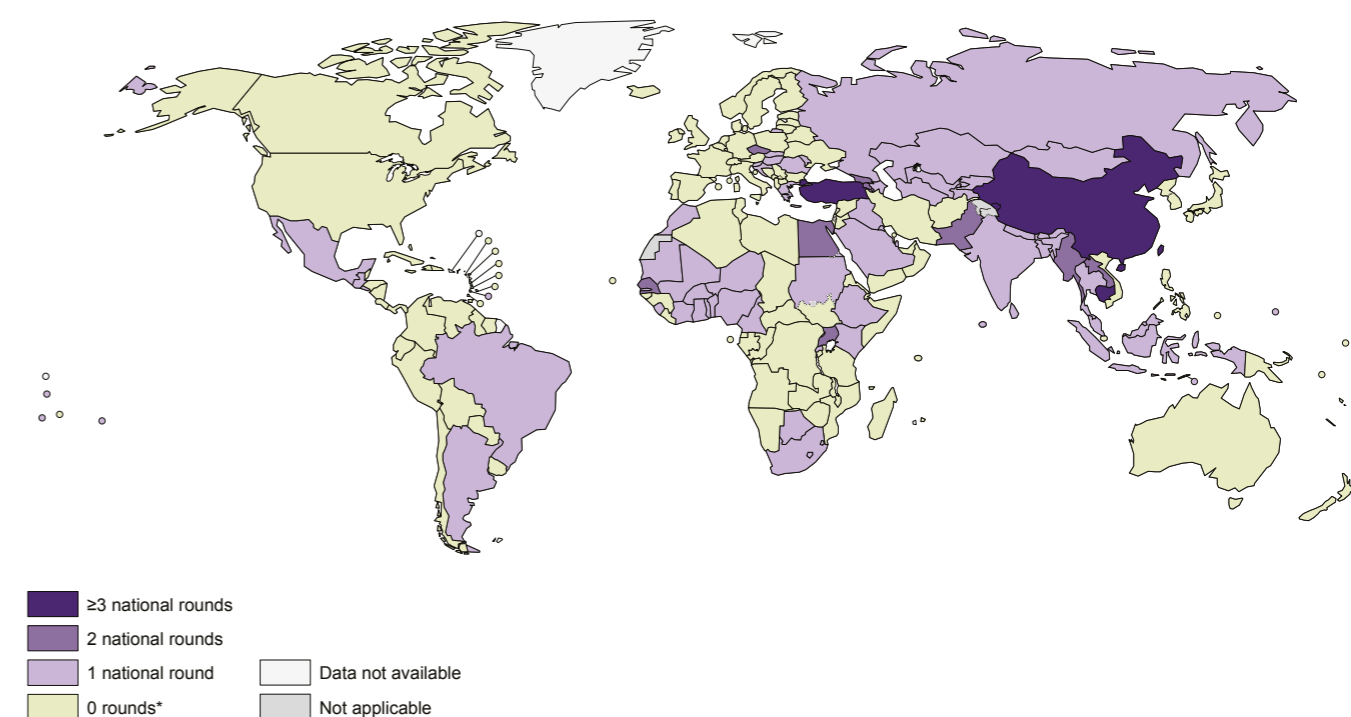 ≥3 national rounds
2 national rounds
1 national round
Data not available
0 rounds*
Not applicable